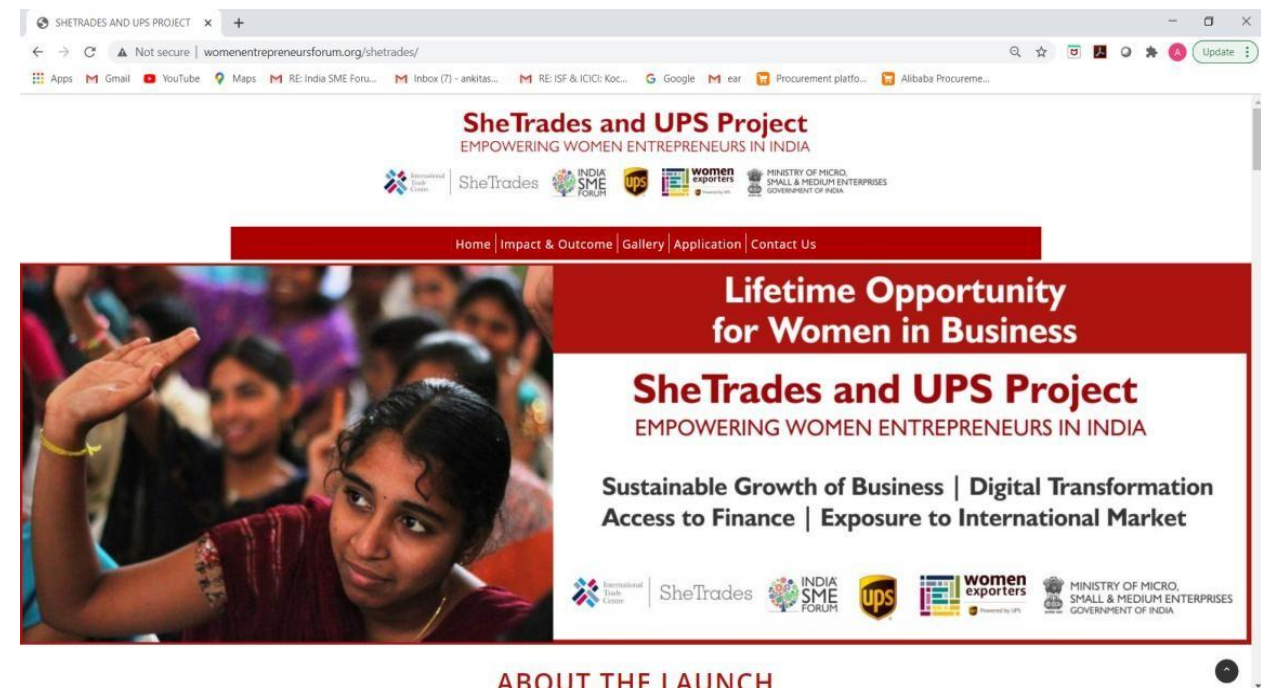 SHETRADES AND UPS PROJECT
Not secure | womenentrepreneursforum.org/shetrades/
Update
Apps Gmail YouTube Maps RE: India SME Foru... Inbox (7) - ankitas... RE: ISF & ICICI: Koc... Google ear Procurement platfo... Alibaba Procureme...
SheTrades and UPS Project
EMPOWERING WOMEN ENTREPRENEURS IN INDIA
International
Trade
Centre
SheTrades
INDIA
SME
FORUM
ups
women
exporters
Powered by UPS
MINISTRY OF MICRO,
SMALL & MEDIUM ENTERPRISES
GOVERNMENT OF INDIA
Home | Impact & Outcome | Gallery | Application | Contact Us
Lifetime Opportunity
for Women in Business
SheTrades and UPS Project
EMPOWERING WOMEN ENTREPRENEURS IN INDIA
Sustainable Growth of Business | Digital Transformation
Access to Finance | Exposure to International Market
International
Trade
Centre
SheTrades
INDIA
SME
FORUM
ups
women
exporters
Powered by UPS
MINISTRY OF MICRO,
SMALL & MEDIUM ENTERPRISES
GOVERNMENT OF INDIA
ABOUT THE LAUNCH